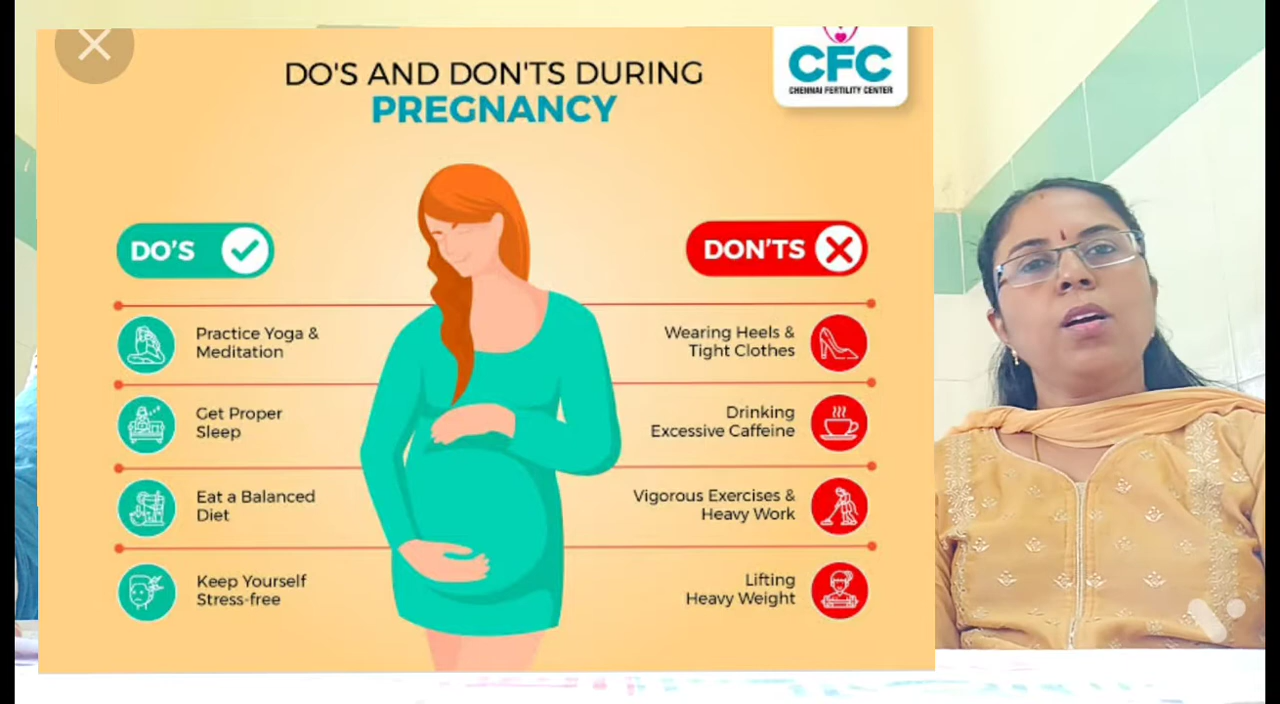 DO'S AND DON'TS DURING
PREGNANCY
CFC
CHENNAI FERTILITY CENTER
DO'S
DON'TS
Practice Yoga &
Meditation
Get Proper
Sleep
Eat a Balanced
Diet
Keep Yourself
Stress-free
Wearing Heels &
Tight Clothes
Drinking
Excessive Caffeine
Vigorous Exercises &
Heavy Work
Lifting
Heavy Weight